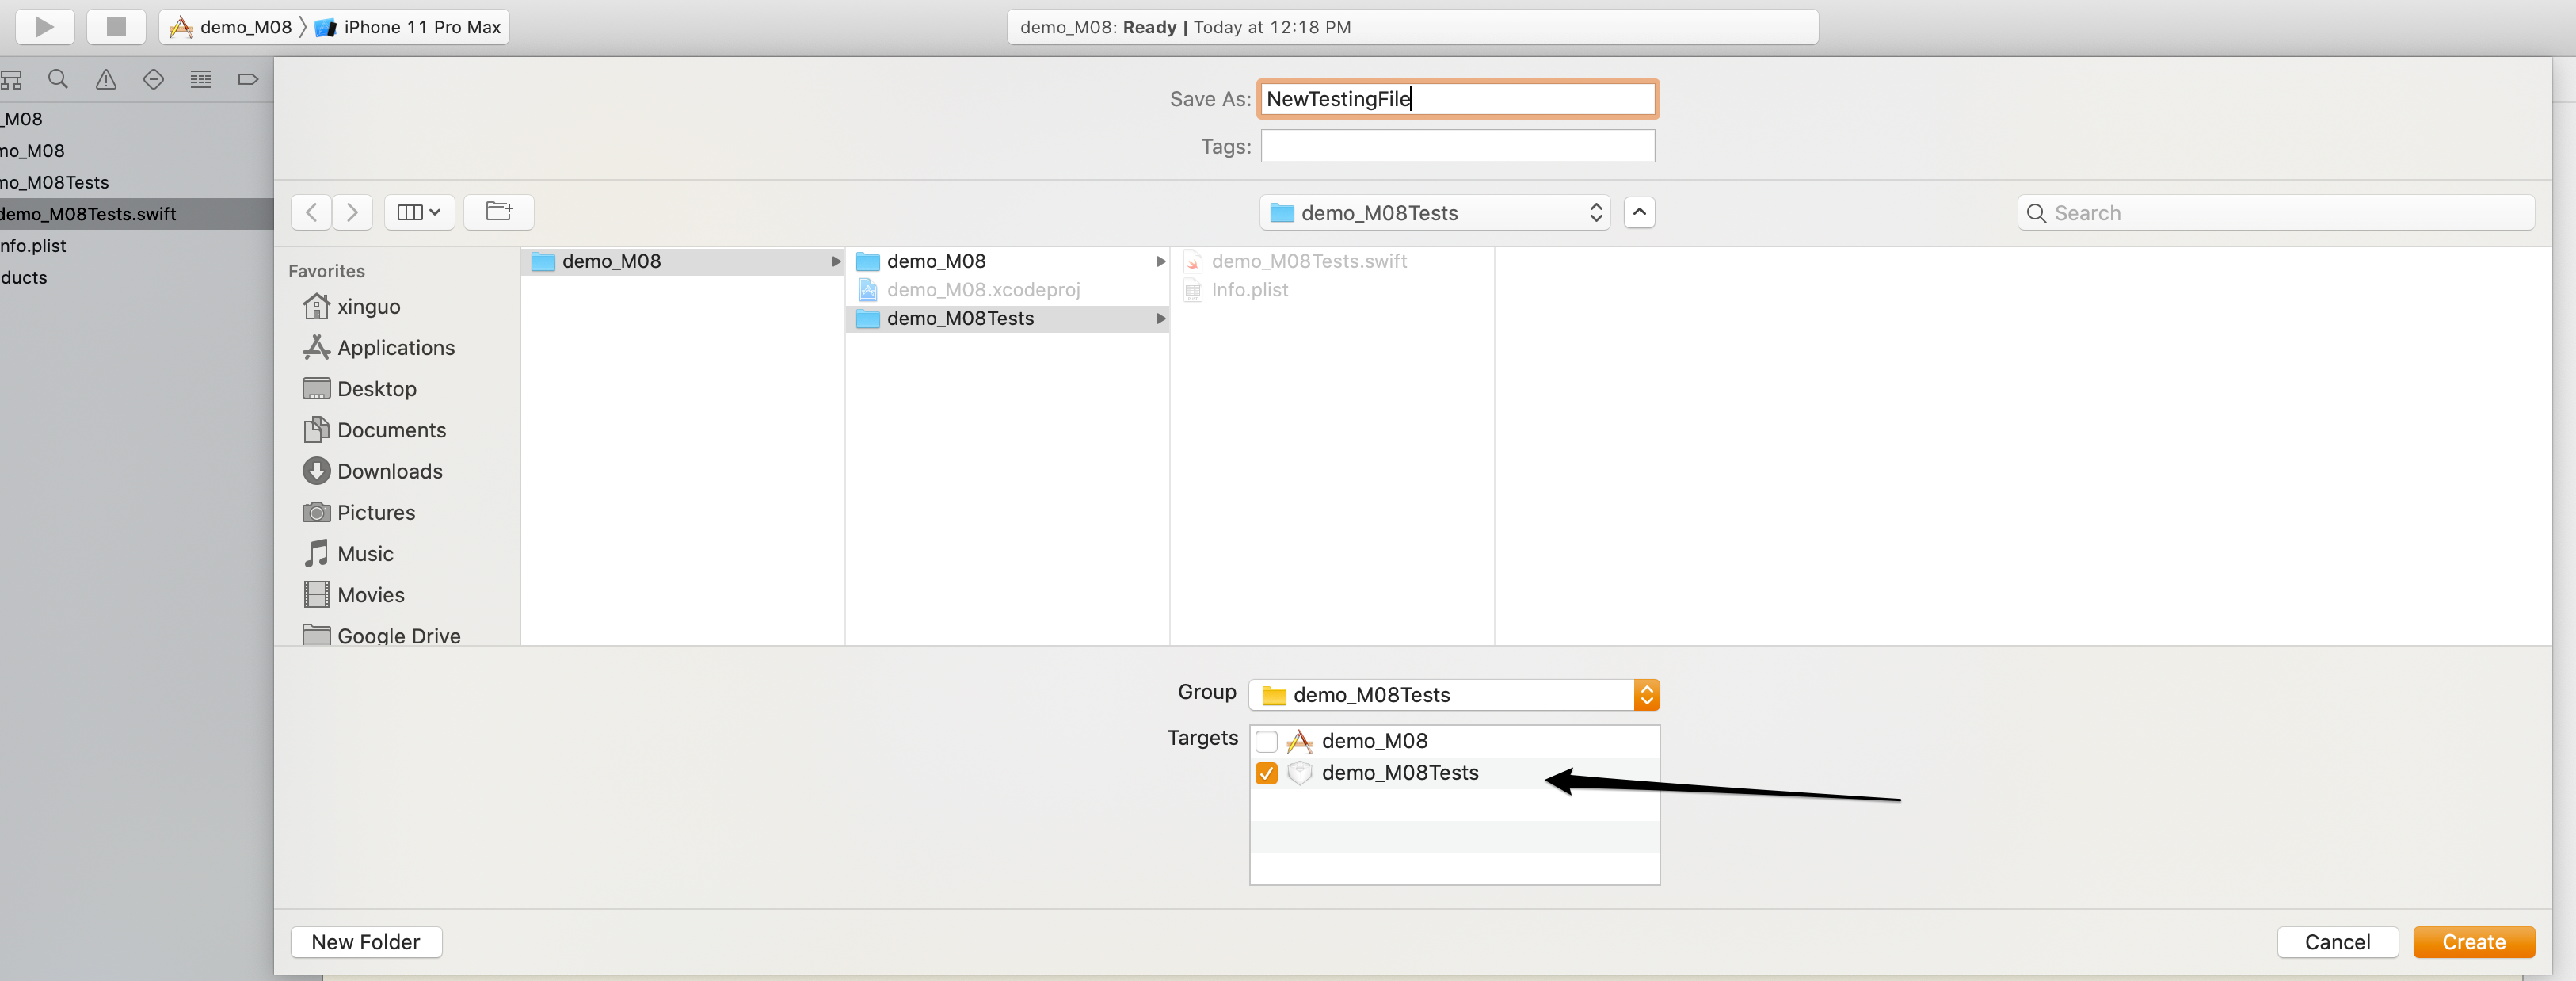 demo_M08 〉 iPhone 11 Pro Max
demo_M08: Ready | Today at 12:18 PM
_M08
mo_M08
mo_M08Tests
demo_M08Tests.swift
nfo.plist
ducts
Save As: NewTestingFile
Tags:
demo_M08Tests
Search
Favorites
xinguo
Applications
Desktop
Documents
Downloads
Pictures
Music
Movies
Google Drive
demo_M08
demo_M08
demo_M08.xcodeproj
demo_M08Tests
demo_M08Tests.swift
Info.plist
Group demo_M08Tests
Targets demo_M08
demo_M08Tests
New Folder
Cancel
Create